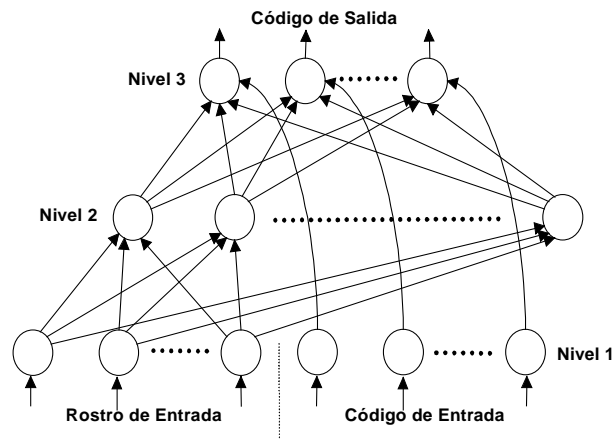 Código de Salida
Nivel 3
Nivel 2
Nivel 1
Rostro de Entrada
Código de Entrada